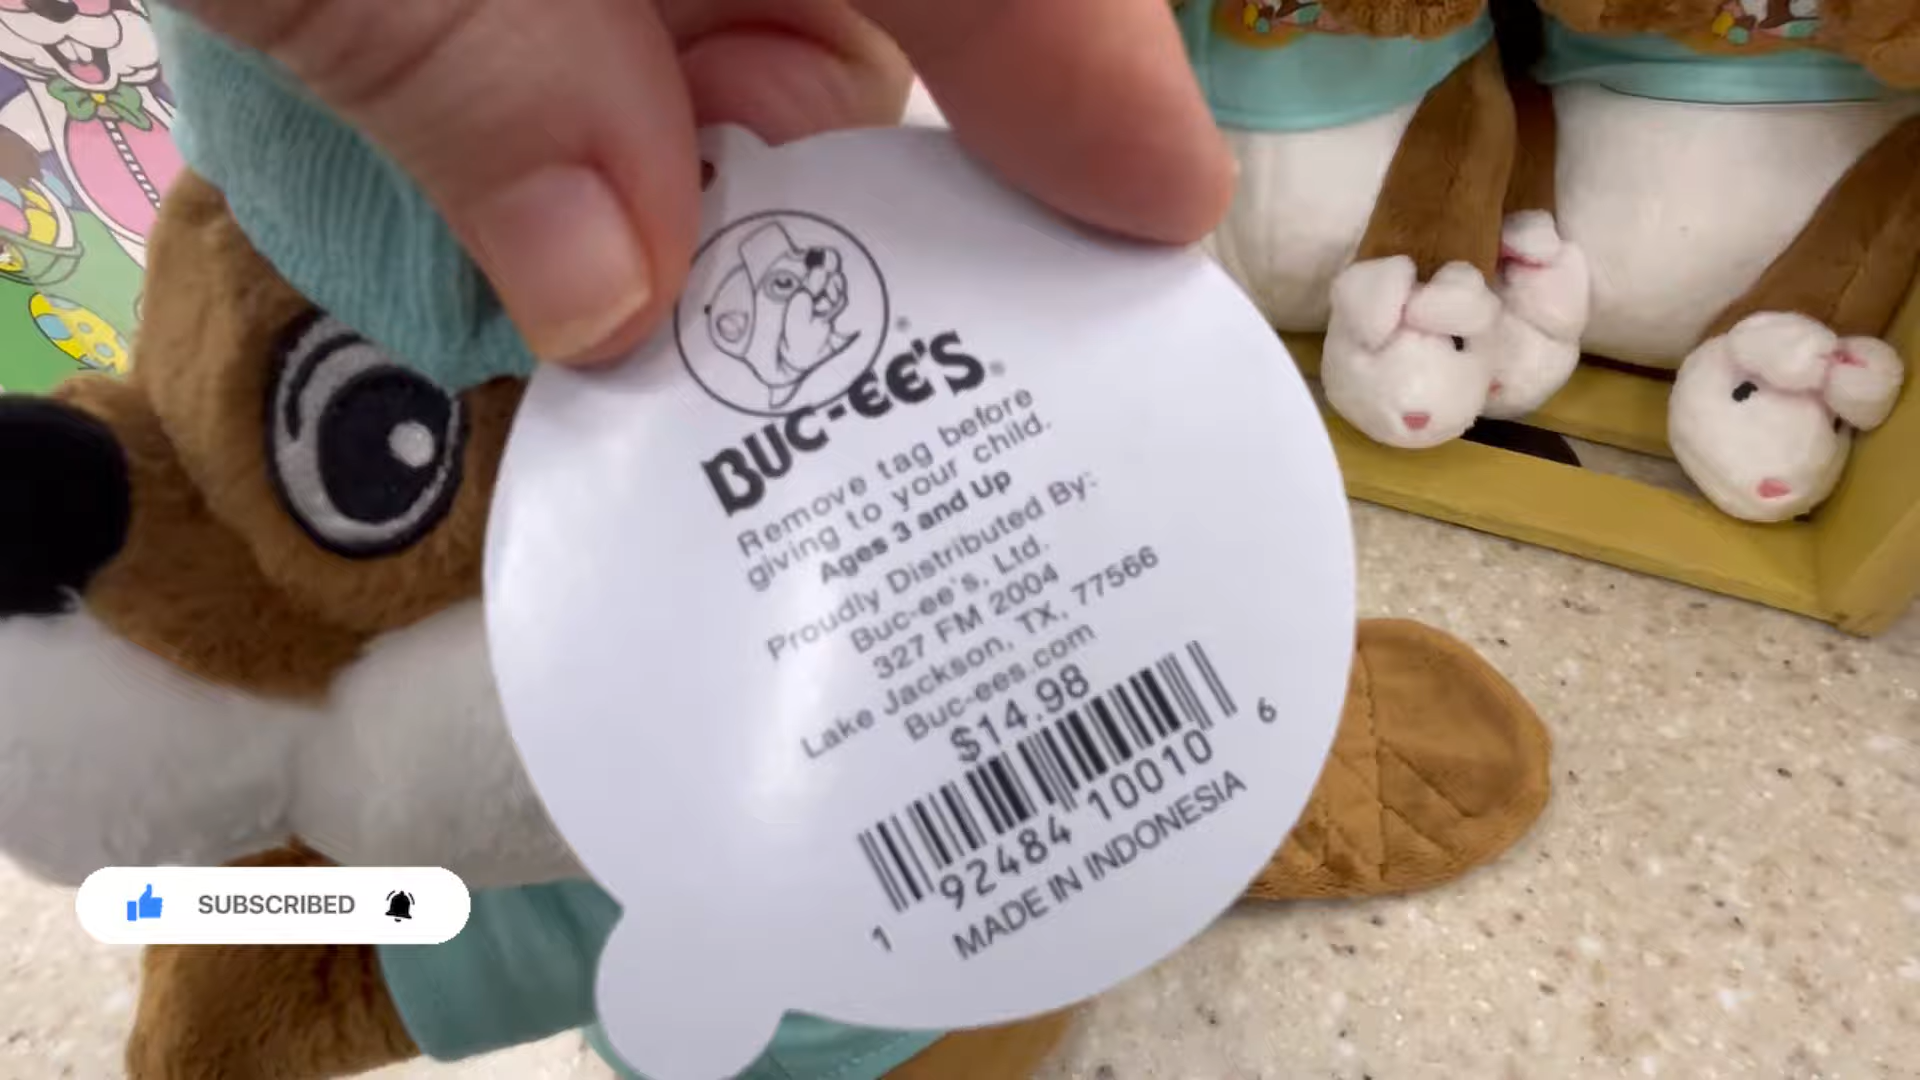 BUC-EE'S
Remove tag before
giving to your child.
Ages 3 and Up
Proudly Distributed By:
Buc-ee's, Ltd.
327 FM 2004
Lake Jackson, TX, 77566
Buc-ees.com
$14.98
1 92484 10010 6
MADE IN INDONESIA
SUBSCRIBED